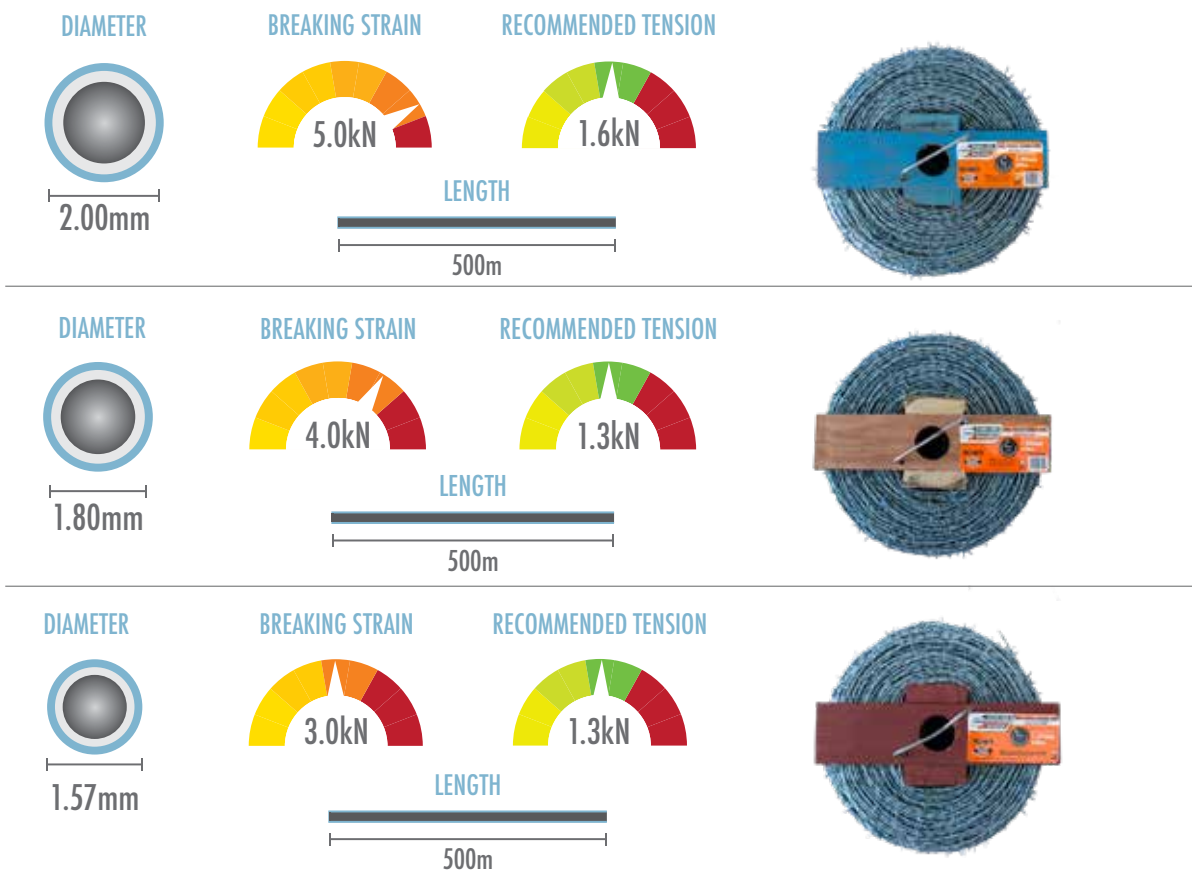 DIAMETER
BREAKING STRAIN
RECOMMENDED TENSION
5.0kN
1.6kN
LENGTH
2.00mm
500m
DIAMETER
BREAKING STRAIN
RECOMMENDED TENSION
4.0kN
1.3kN
LENGTH
1.80mm
500m
DIAMETER
BREAKING STRAIN
RECOMMENDED TENSION
3.0kN
1.3kN
LENGTH
1.57mm
500m